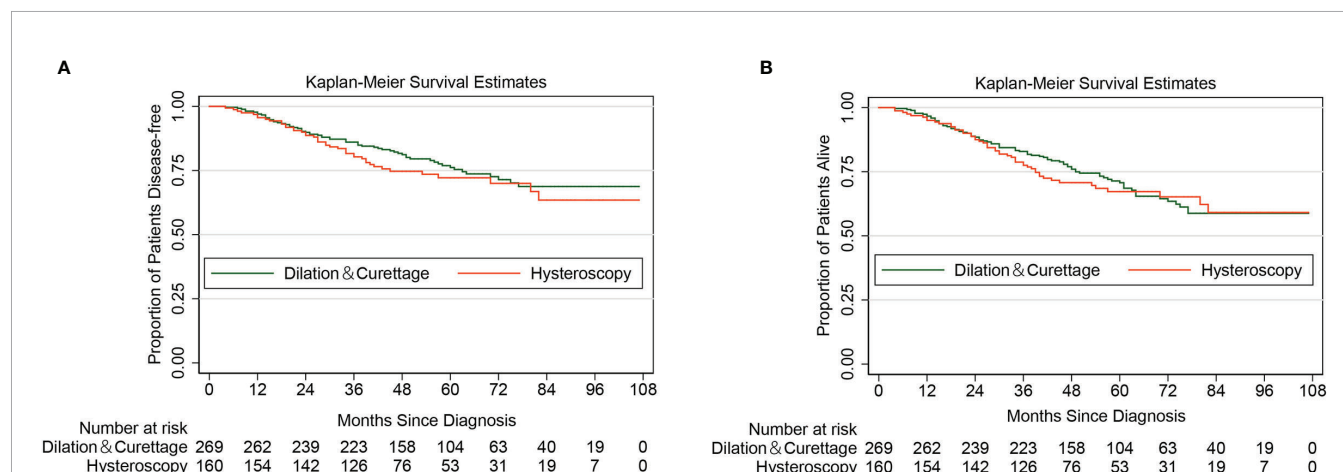 A
Kaplan-Meier Survival Estimates
Proportion of Patients Disease-free
1.00
0.75
0.50
0.25
0.00
Dilation & Curettage Hysteroscopy
0 12 24 36 48 60 72 84 96 108
Months Since Diagnosis
Number at risk
Dilation & Curettage 269 262 239 223 158 104 63 40 19 0
Hysteroscopy 160 154 142 126 76 53 31 19 7 0
B
Kaplan-Meier Survival Estimates
Proportion of Patients Alive
1.00
0.75
0.50
0.25
0.00
Dilation & Curettage Hysteroscopy
0 12 24 36 48 60 72 84 96 108
Months Since Diagnosis
Number at risk
Dilation & Curettage 269 262 239 223 158 104 63 40 19 0
Hysteroscopy 160 154 142 126 76 53 31 19 7 0